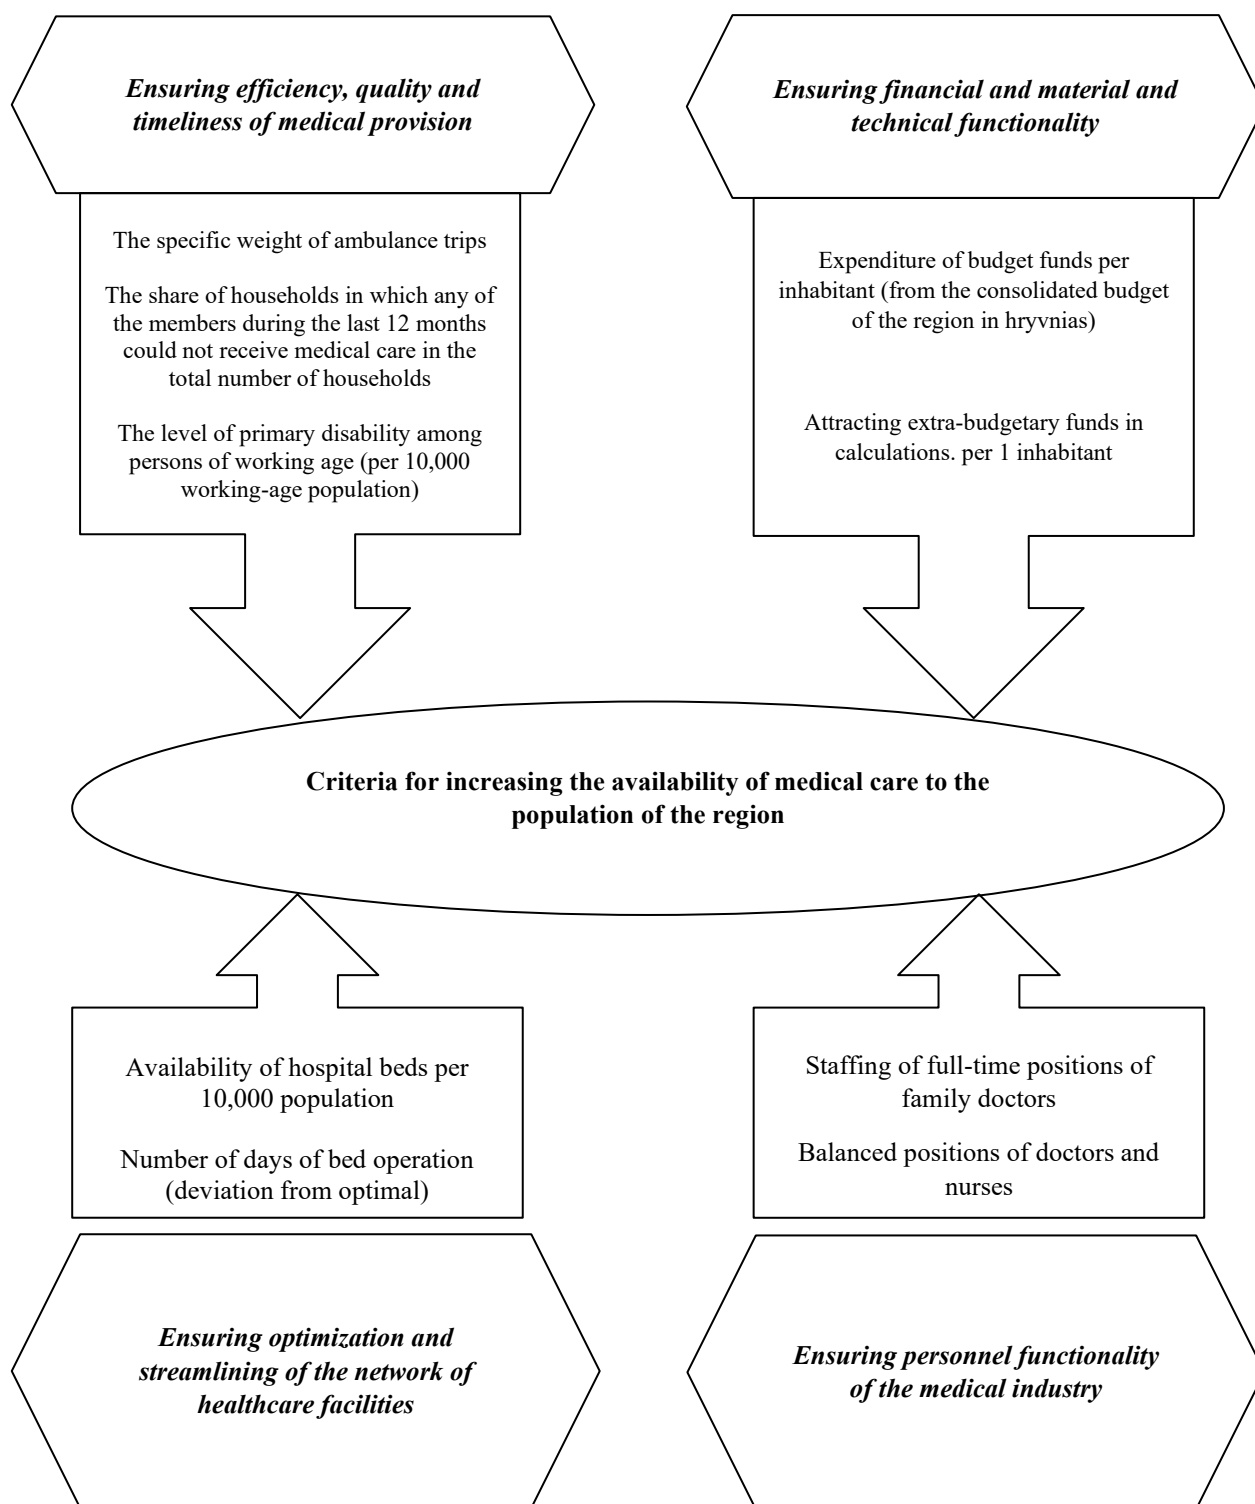 Ensuring efficiency, quality and
timeliness of medical provision
Ensuring financial and material and
technical functionality
The specific weight of ambulance trips
The share of households in which any of
the members during the last 12 months
could not receive medical care in the
total number of households
The level of primary disability among
persons of working age (per 10,000
working-age population)
Expenditure of budget funds per
inhabitant (from the consolidated budget
of the region in hryvnias)
Attracting extra-budgetary funds in
calculations. per 1 inhabitant
Criteria for increasing the availability of medical care to the
population of the region
Availability of hospital beds per
10,000 population
Number of days of bed operation
(deviation from optimal)
Staffing of full-time positions of
family doctors
Balanced positions of doctors and
nurses
Ensuring optimization and
streamlining of the network of
healthcare facilities
Ensuring personnel functionality
of the medical industry